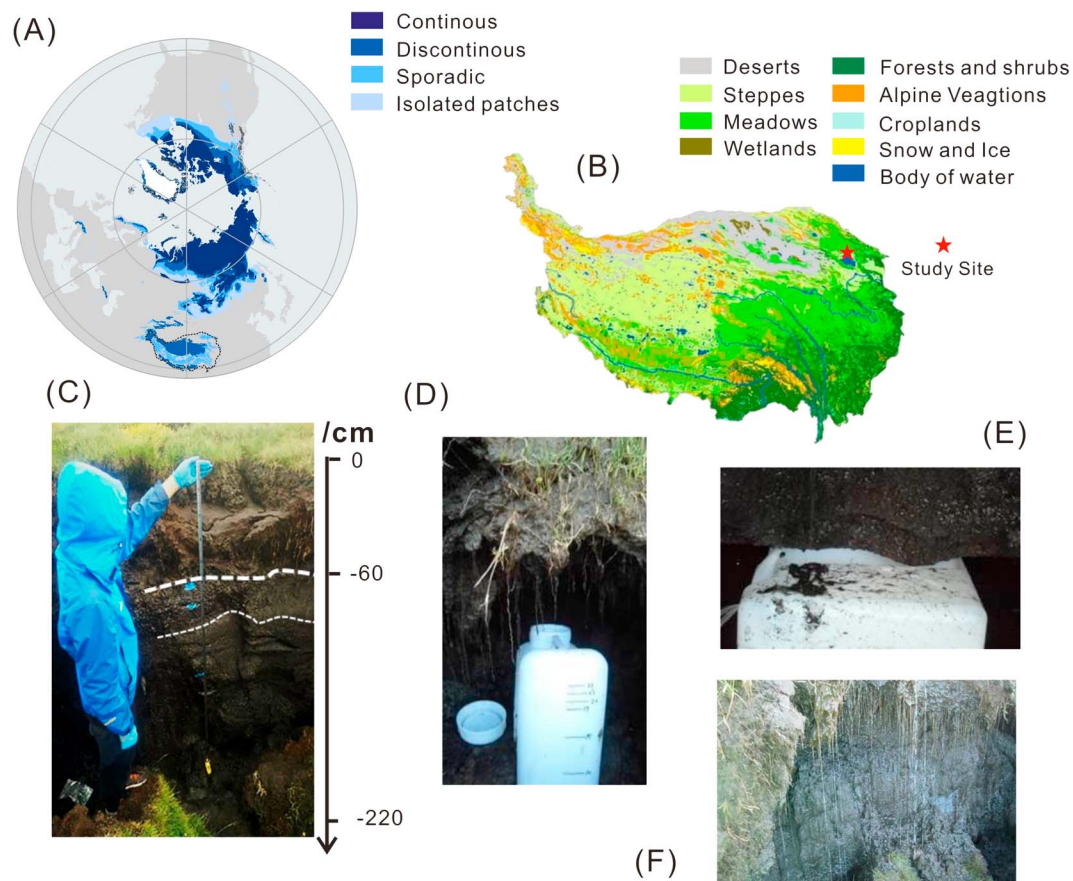 (A)
Continous
Discontinous
Sporadic
Isolated patches
Deserts
Steppes
Meadows
Wetlands
Forests and shrubs
Alpine Veagtions
Croplands
Snow and Ice
Body of water
(B)
Study Site
(C)
/cm
0
-60
-220
(D)
(E)
(F)